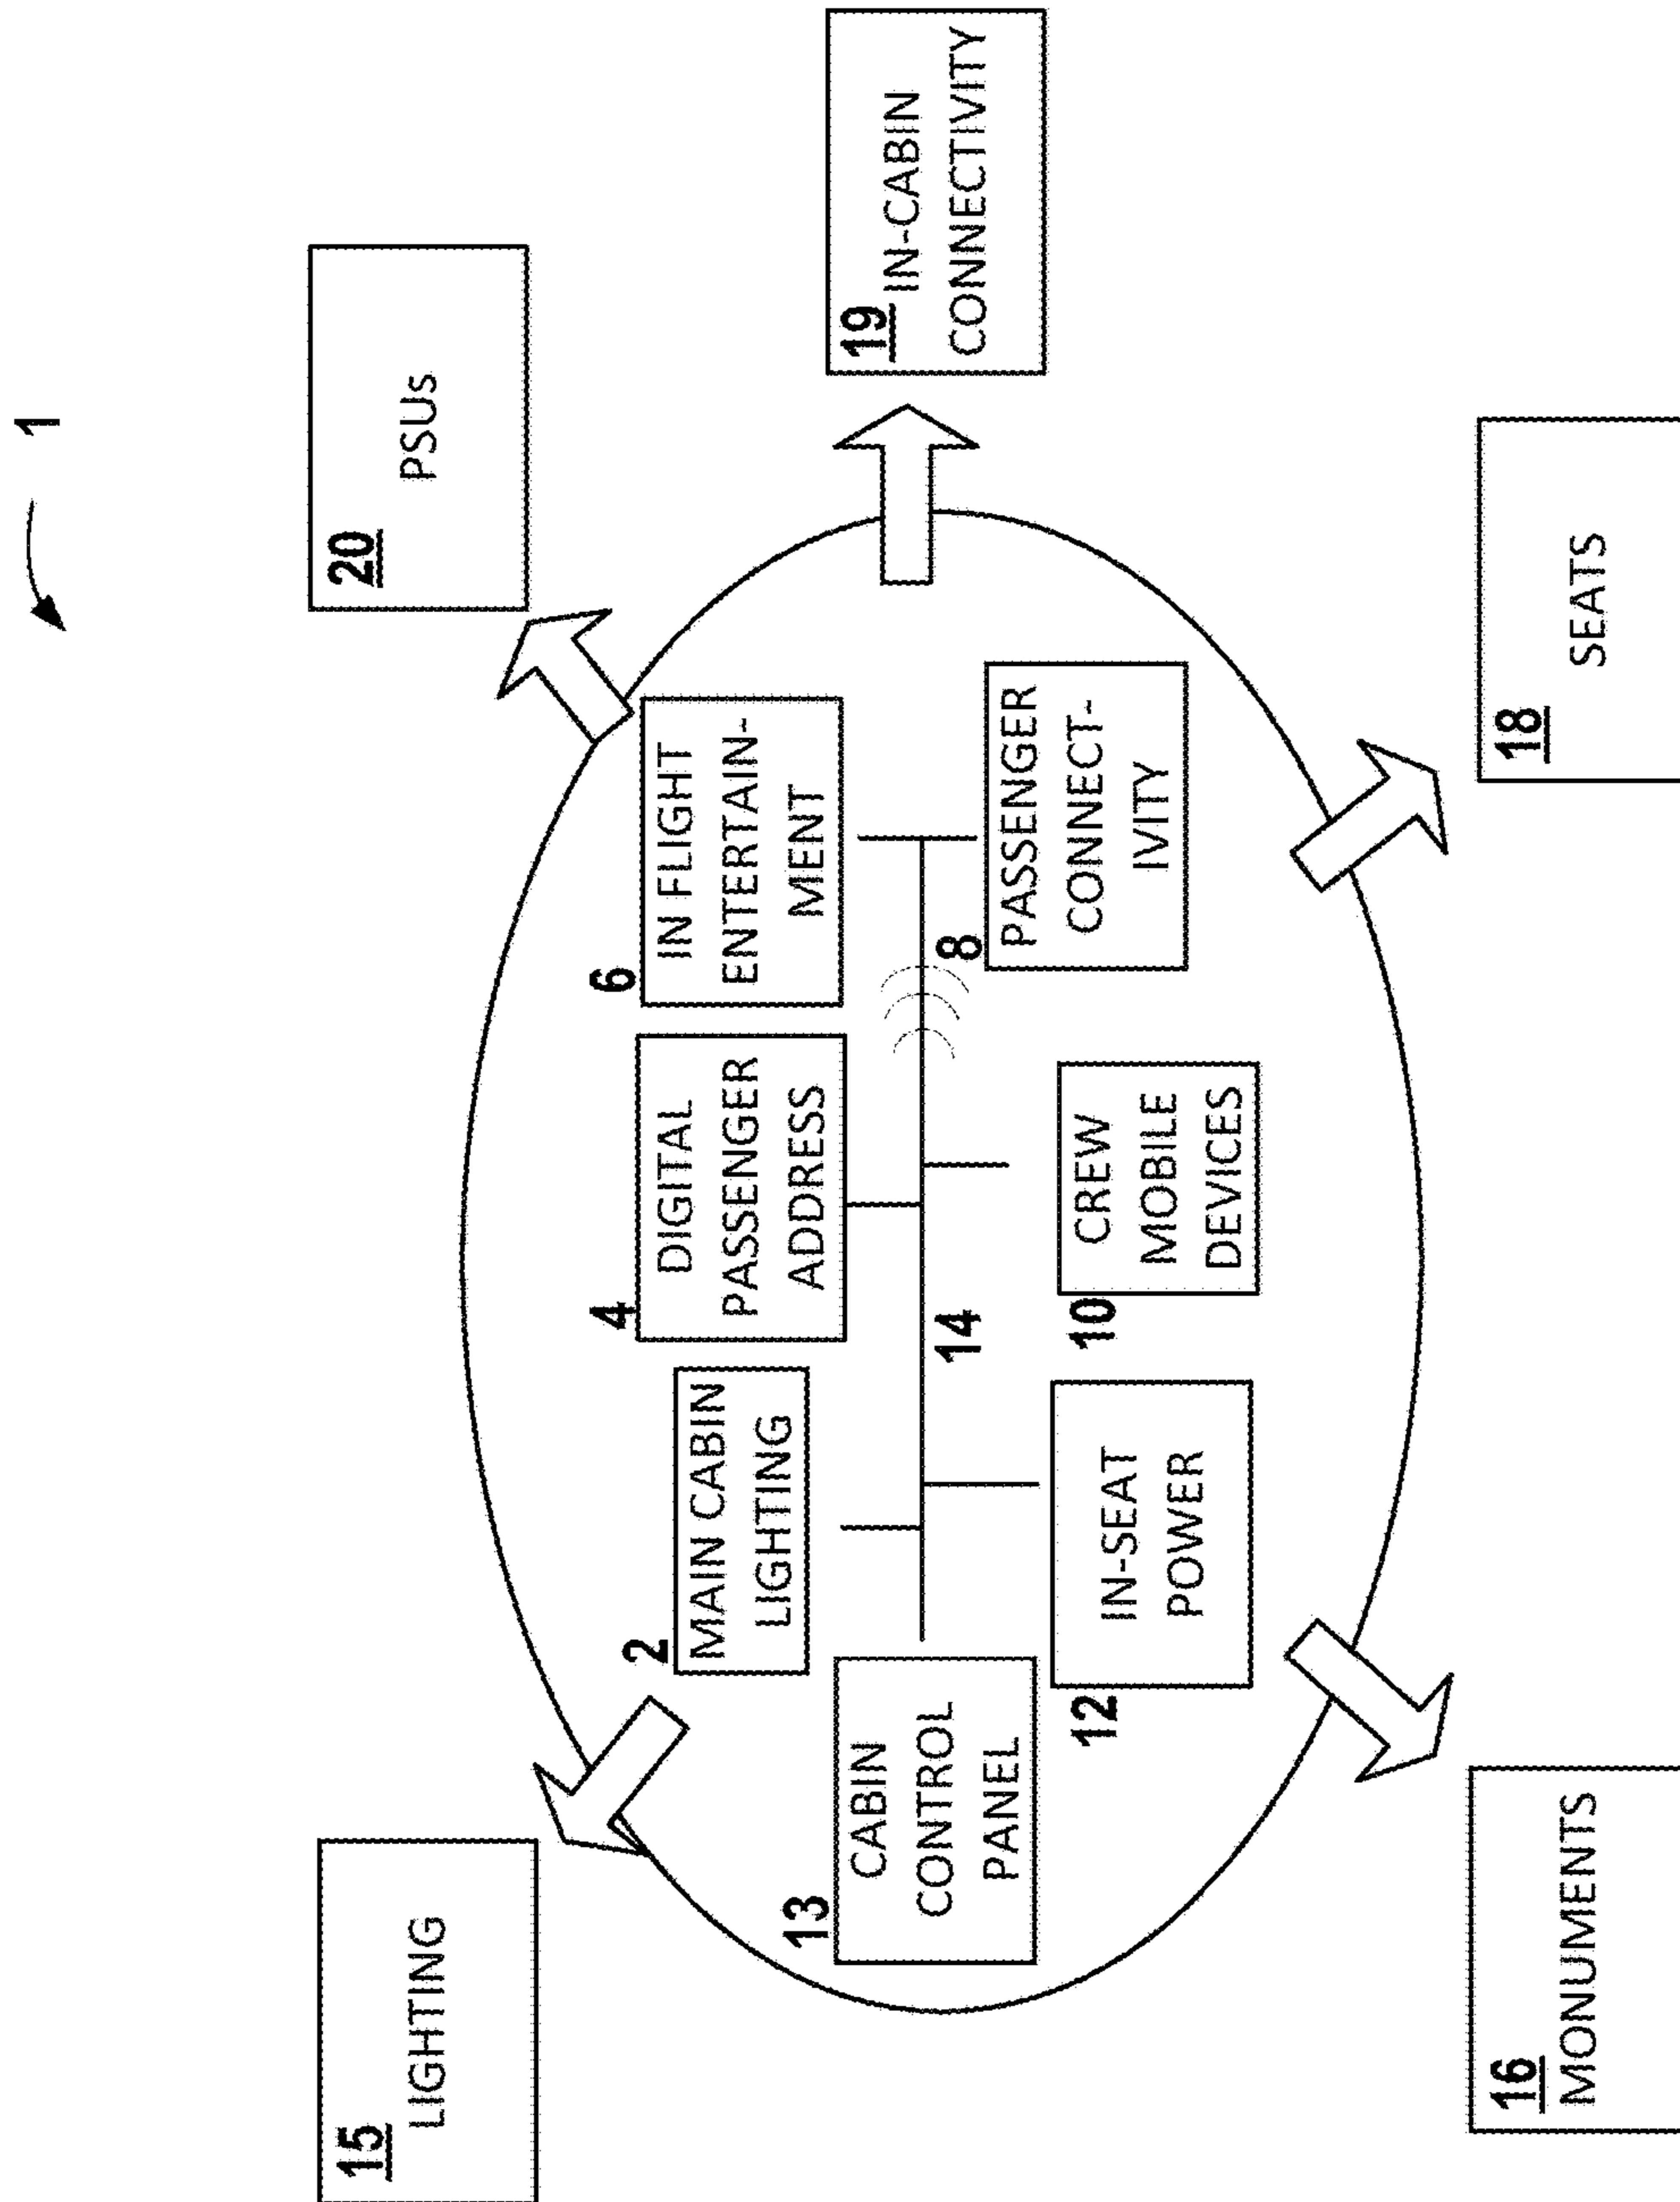 1
15
LIGHTING
20
PSUs
2
MAIN CABIN
LIGHTING
4
DIGITAL
PASSENGER
ADDRESS
6
IN FLIGHT
ENTERTAIN-
MENT
13
CABIN
CONTROL
PANEL
14
19
IN-CABIN
CONNECTIVITY
12
IN-SEAT
POWER
10
CREW
MOBILE
DEVICES
8
PASSENGER
CONNECT-
IVITY
16
MONUMENTS
18
SEATS